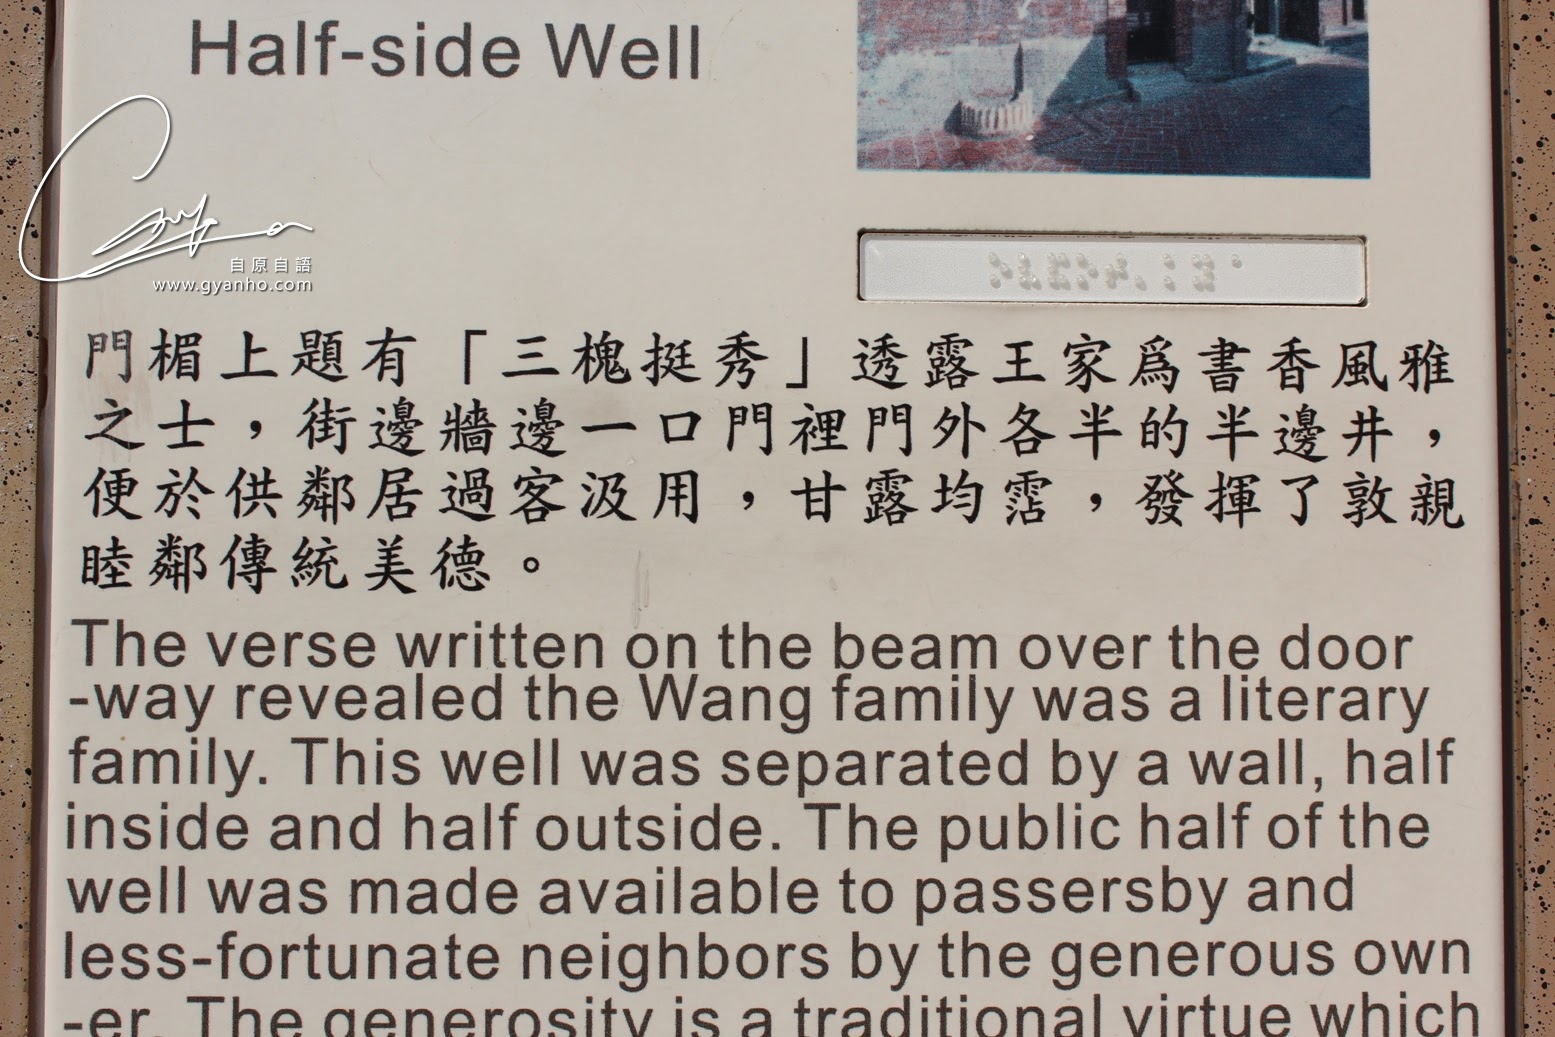 Half-side Well
自原自語
www.gyanho.com
門楣上題有「三槐挺秀」透露王家為書香風雅
之士，街邊牆邊一口門裡門外各半的半邊井，
便於供鄰居過客汲用，甘露均霑，發揮了敦親
睦鄰傳統美德。
The verse written on the beam over the door
-way revealed the Wang family was a literary
family. This well was separated by a wall, half
inside and half outside. The public half of the
well was made available to passersby and
less-fortunate neighbors by the generous own
-er. The generosity is a traditional virtue which